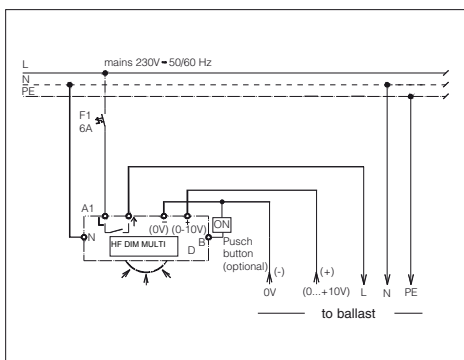 L mains 230V~50/60 Hz
N
PE
F1
6A
A1
− +
(0V) (0-10V) ON
N B Pusch
HF DIM MULTI D button
(optional) (-) (+)
0V (0...+10V) L N PE
to ballast